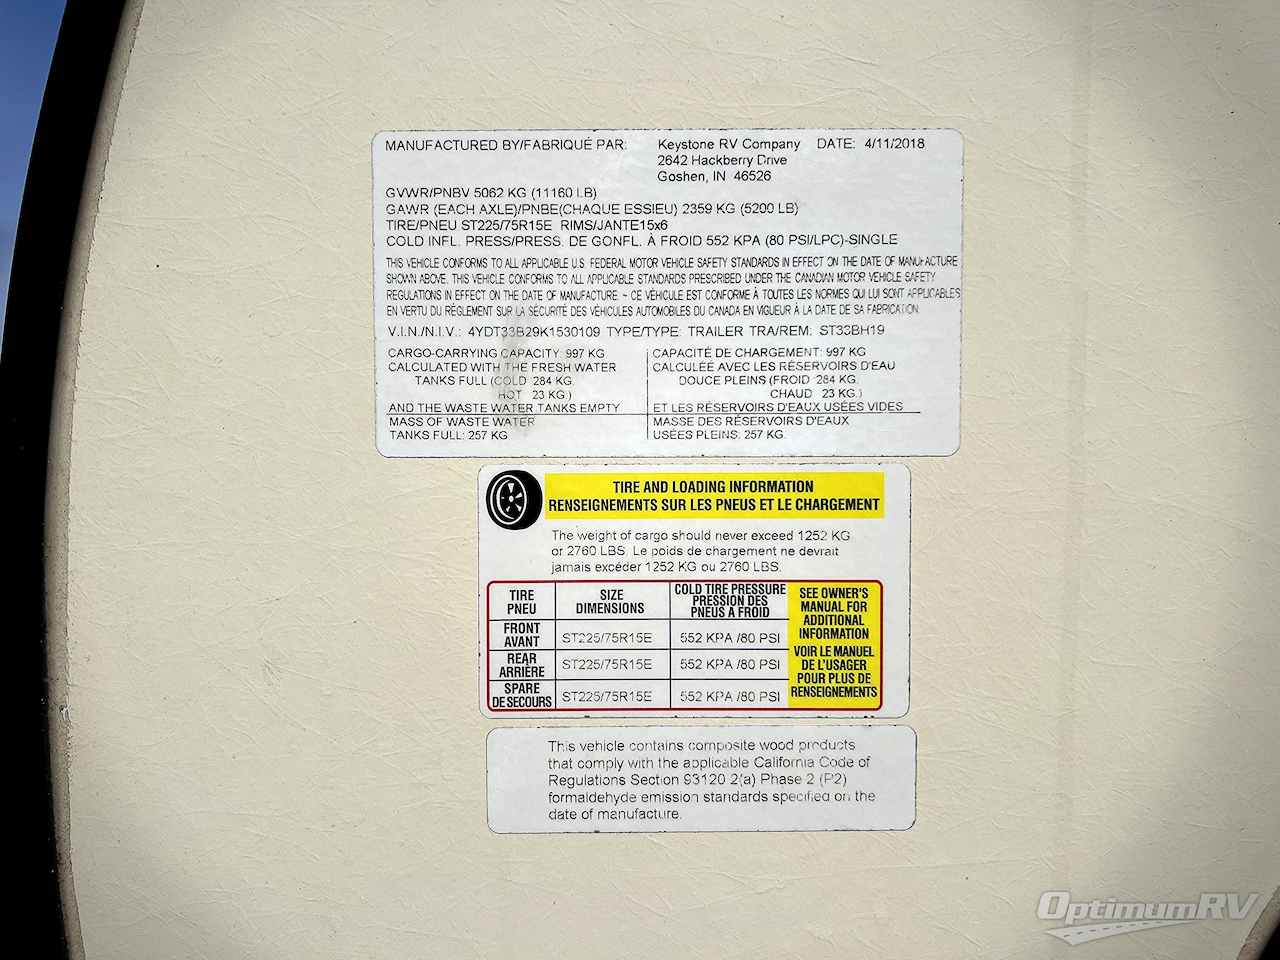 MANUFACTURED BY/FABRIQUÉ PAR: Keystone RV Company DATE: 4/11/2018
2642 Hackberry Drive
Goshen, IN 46526
GVWR/PNBV 5062 KG (11160 LB)
GAWR (EACH AXLE)/PNBE(CHAQUE ESSIEU) 2359 KG (5200 LB)
TIRE/PNEU ST225/75R15E RIMS/JANTE15x6
COLD INFL. PRESS/PRESS. DE GONFL. À FROID 552 KPA (80 PSI/LPC)-SINGLE
THIS VEHICLE CONFORMS TO ALL APPLICABLE U.S. FEDERAL MOTOR VEHICLE SAFETY STANDARDS IN EFFECT ON THE DATE OF MANUFACTURE
SHOWN ABOVE. THIS VEHICLE CONFORMS TO ALL APPLICABLE STANDARDS PRESCRIBED UNDER THE CANADIAN MOTOR VEHICLE SAFETY
REGULATIONS IN EFFECT ON THE DATE OF MANUFACTURE. ~ CE VÉHICULE EST CONFORME À TOUTES LES NORMES QUI LUI SONT APPLICABLES
EN VERTU DU RÈGLEMENT SUR LA SÉCURITÉ DES VÉHICULES AUTOMOBILES DU CANADA EN VIGUEUR À LA DATE DE SA FABRICATION.
V.I.N./N.I.V.: 4YDT33B29K1530109 TYPE/TYPE: TRAILER TRA/REM: ST33BH19
CARGO-CARRYING CAPACITY: 997 KG
CALCULATED WITH THE FRESH WATER
TANKS FULL (COLD 284 KG.
HOT 23 KG.)
AND THE WASTE WATER TANKS EMPTY
MASS OF WASTE WATER
TANKS FULL: 257 KG
CAPACITÉ DE CHARGEMENT: 997 KG
CALCULÉE AVEC LES RÉSERVOIRS D'EAU
DOUCE PLEINS (FROID 284 KG.
CHAUD 23 KG.)
ET LES RÉSERVOIRS D'EAUX USÉES VIDES
MASSE DES RÉSERVOIRS D'EAUX
USÉES PLEINS: 257 KG.
TIRE AND LOADING INFORMATION
RENSEIGNEMENTS SUR LES PNEUS ET LE CHARGEMENT
The weight of cargo should never exceed 1252 KG
or 2760 LBS. Le poids de chargement ne devrait
jamais excéder 1252 KG ou 2760 LBS.
TIRE PNEU SIZE DIMENSIONS COLD TIRE PRESSURE PRESSION DES PNEUS A FROID
FRONT AVANT ST225/75R15E 552 KPA /80 PSI
REAR ARRIÈRE ST225/75R15E 552 KPA /80 PSI
SPARE DE SECOURS ST225/75R15E 552 KPA /80 PSI
SEE OWNER'S
MANUAL FOR
ADDITIONAL
INFORMATION
VOIR LE MANUEL
DE L'USAGER
POUR PLUS DE
RENSEIGNEMENTS
This vehicle contains composite wood products
that comply with the applicable California Code of
Regulations Section 93120 2(a) Phase 2 (P2)
formaldehyde emission standards specified on the
date of manufacture.
OptimumRV